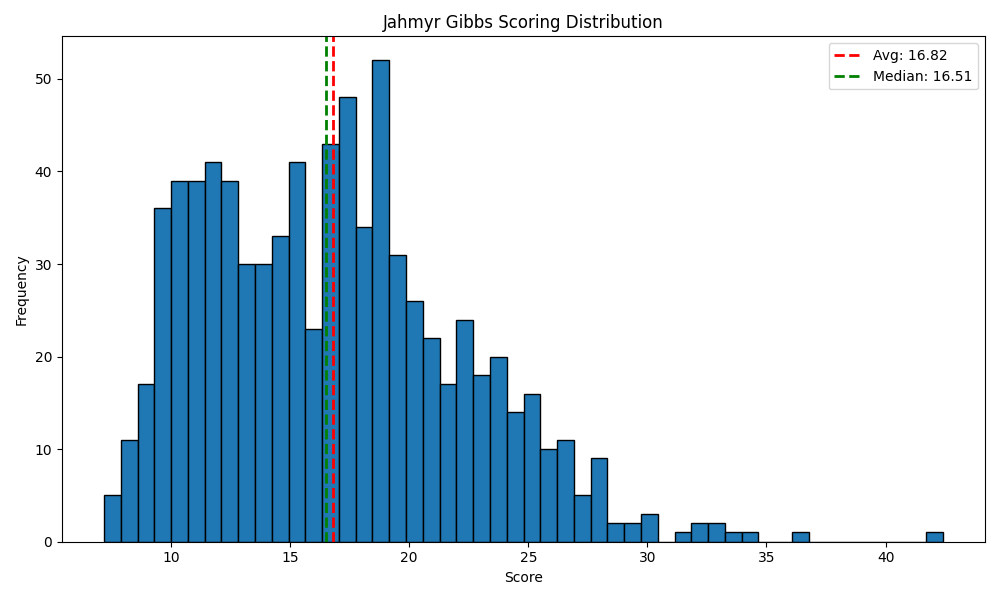 Jahmyr Gibbs Scoring Distribution
Avg: 16.82
Median: 16.51
Frequency
50
40
30
20
10
0
10 15 20 25 30 35 40
Score